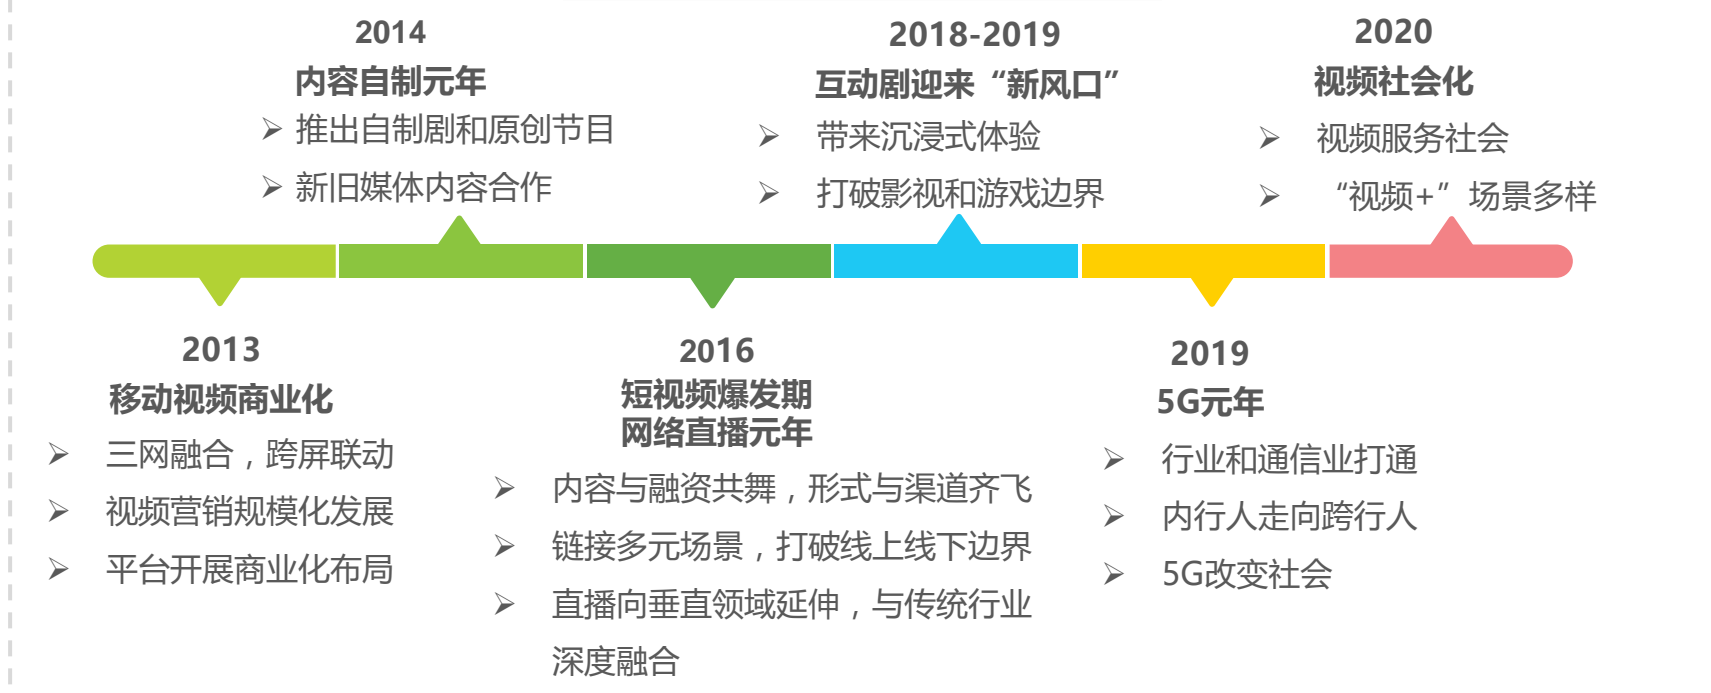 2014
内容自制元年
➢ 推出自制剧和原创节目
➢ 新旧媒体内容合作
2018-2019
互动剧迎来“新风口”
➢ 带来沉浸式体验
➢ 打破影视和游戏边界
2020
视频社会化
➢ 视频服务社会
➢ “视频+”场景多样
2013
移动视频商业化
➢ 三网融合，跨屏联动
➢ 视频营销规模化发展
➢ 平台开展商业化布局
2016
短视频爆发期
网络直播元年
➢ 内容与融资共舞，形式与渠道齐飞
➢ 链接多元场景，打破线上线下边界
➢ 直播向垂直领域延伸，与传统行业
深度融合
2019
5G元年
➢ 行业和通信业打通
➢ 内行人走向跨行人
➢ 5G改变社会